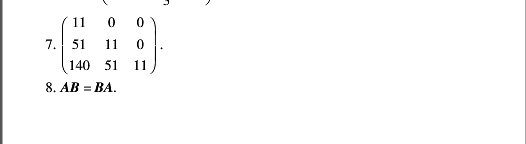 7. ( 11 0 0
51 11 0
140 51 11 ).
8. AB = BA.